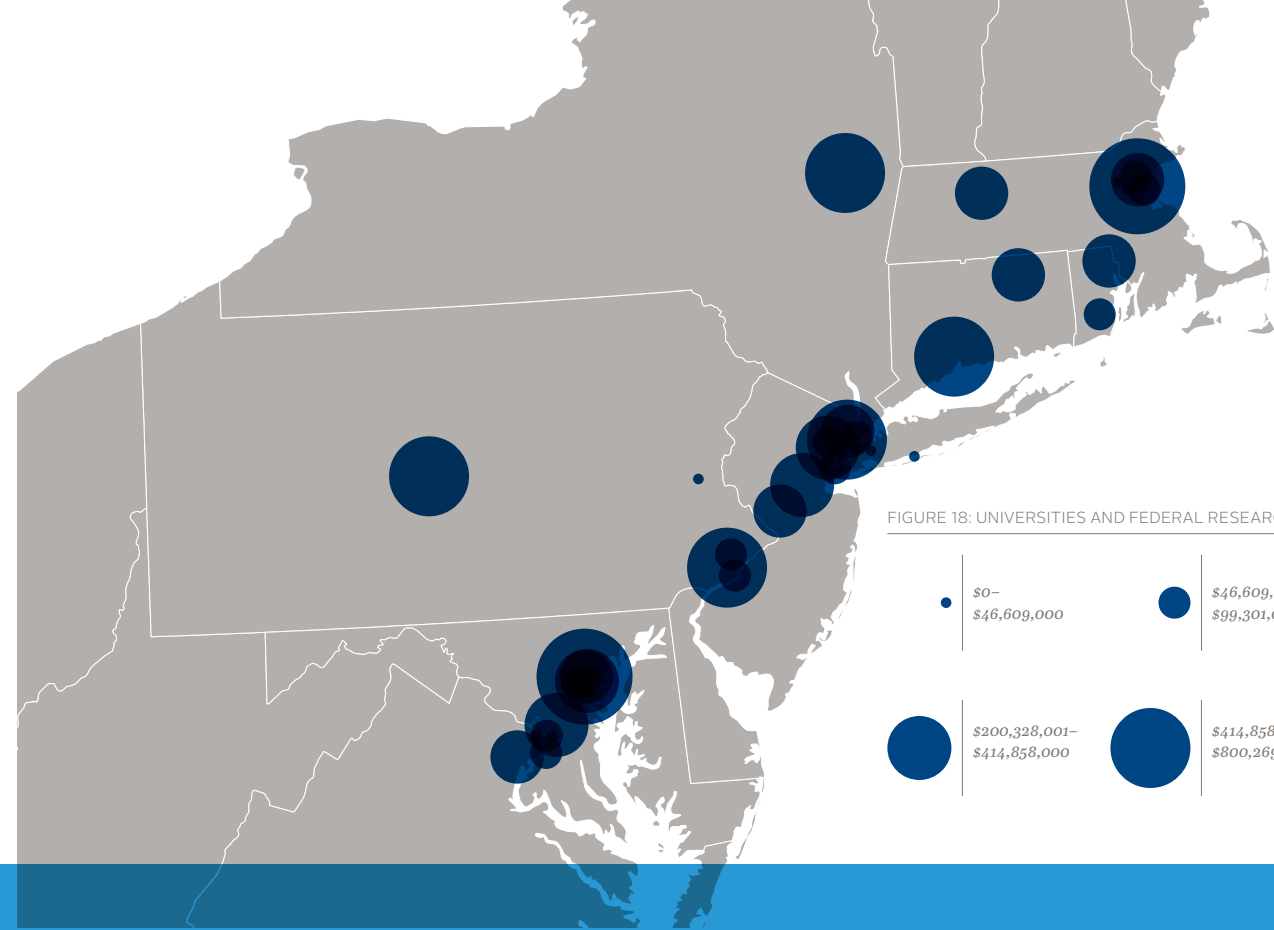 FIGURE 18: UNIVERSITIES AND FEDERAL
$0–
$46,609,000
$200,328,001–
$414,858,000